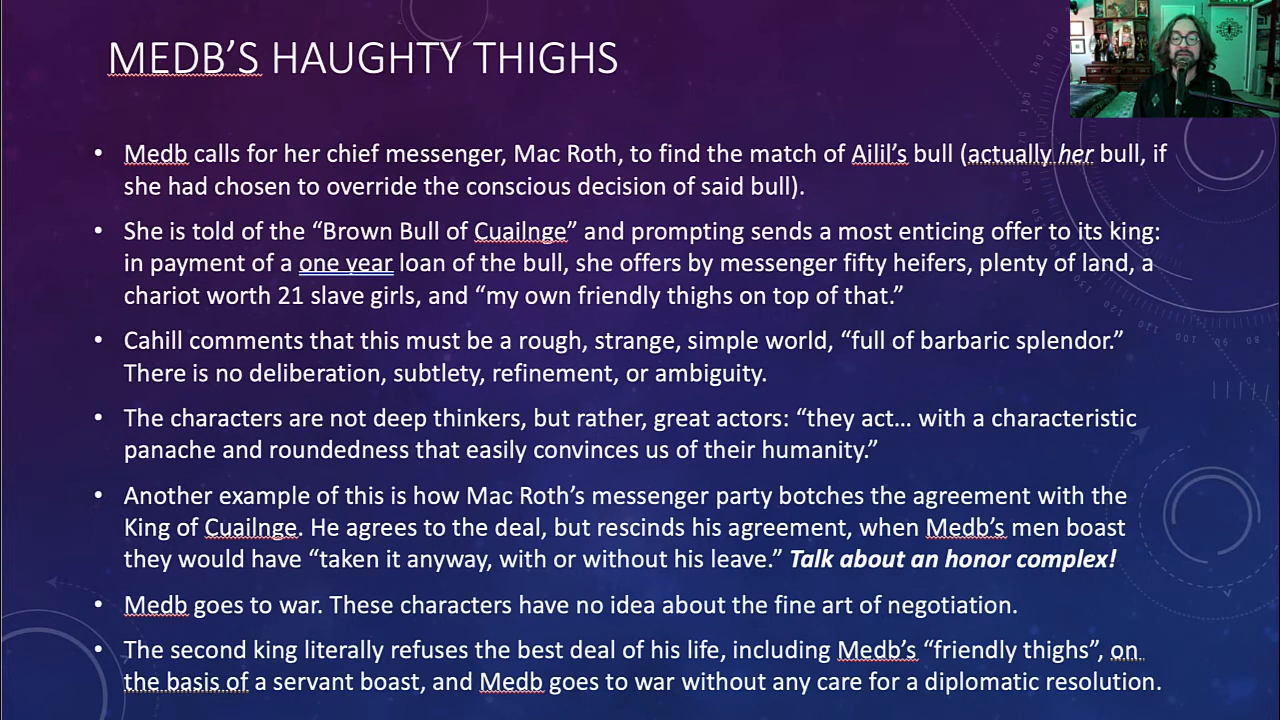 MEDB'S HAUGHTY THIGHS
• Medb calls for her chief messenger, Mac Roth, to find the match of Ailil's bull (actually her bull, if
she had chosen to override the conscious decision of said bull).
• She is told of the “Brown Bull of Cuailnge” and prompting sends a most enticing offer to its king:
in payment of a one year loan of the bull, she offers by messenger fifty heifers, plenty of land, a
chariot worth 21 slave girls, and “my own friendly thighs on top of that.”
• Cahill comments that this must be a rough, strange, simple world, “full of barbaric splendor.”
There is no deliberation, subtlety, refinement, or ambiguity.
• The characters are not deep thinkers, but rather, great actors: “they act… with a characteristic
panache and roundedness that easily convinces us of their humanity.”
• Another example of this is how Mac Roth's messenger party botches the agreement with the
King of Cuailnge. He agrees to the deal, but rescinds his agreement, when Medb's men boast
they would have “taken it anyway, with or without his leave.” Talk about an honor complex!
• Medb goes to war. These characters have no idea about the fine art of negotiation.
• The second king literally refuses the best deal of his life, including Medb's “friendly thighs”, on
the basis of a servant boast, and Medb goes to war without any care for a diplomatic resolution.